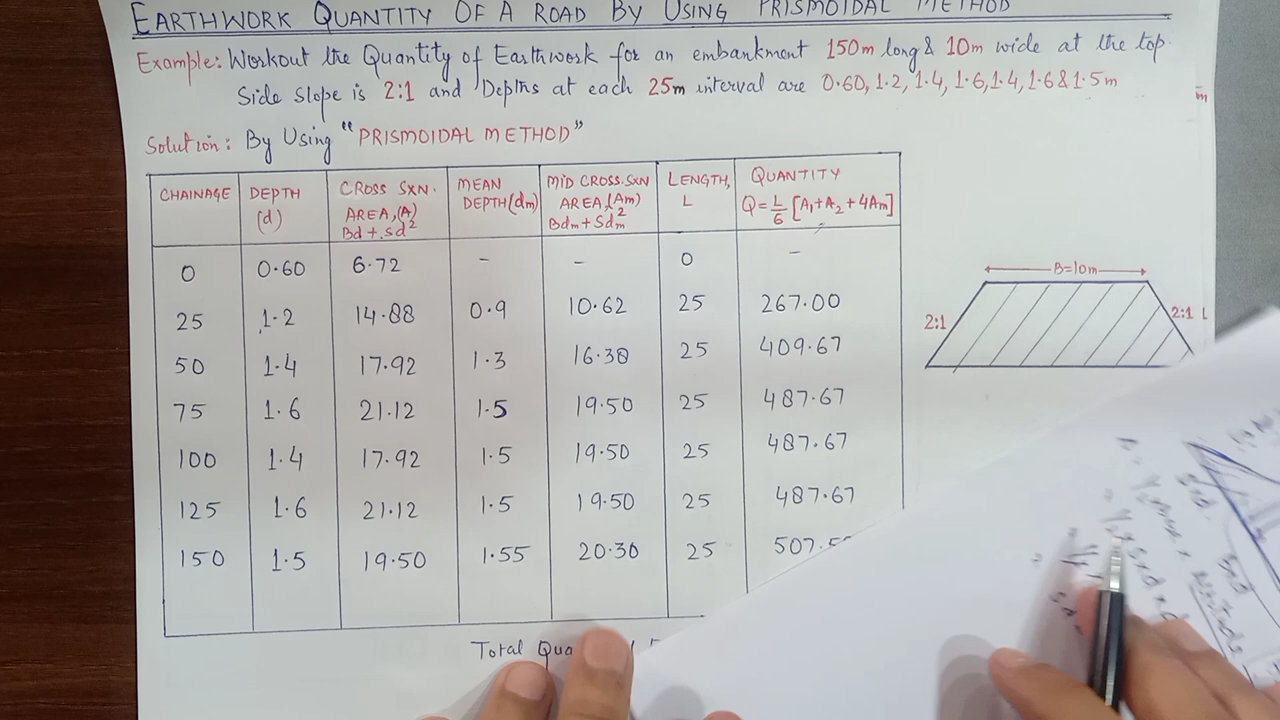 EARTHWORK QUANTITY OF A ROAD BY USING PRISMOIDAL METHOD
Example: Workout the Quantity of Earthwork for an embankment 150m long & 10m wide at the top.
Side Slope is 2:1 and Depths at each 25m interval are 0.60, 1.2, 1.4, 1.6, 1.4, 1.6 & 1.5m
m
Solution: By Using "PRISMOIDAL METHOD"
CHAINAGE DEPTH (d) CROSS SXN. AREA, (A) Bd + Sd² MEAN DEPTH (dm) MID CROSS.SXN AREA, (Am) Bdm + Sdm² LENGTH, L QUANTITY Q = L/6 [A₁+A₂+4Am]
0 0.60 6.72 - - 0 -
25 1.2 14.88 0.9 10.62 25 267.00
50 1.4 17.92 1.3 16.38 25 409.67
75 1.6 21.12 1.5 19.50 25 487.67
100 1.4 17.92 1.5 19.50 25 487.67
125 1.6 21.12 1.5 19.50 25 487.67
150 1.5 19.50 1.55 20.30 25 507.5
Total
B=10m
2:1
2:1